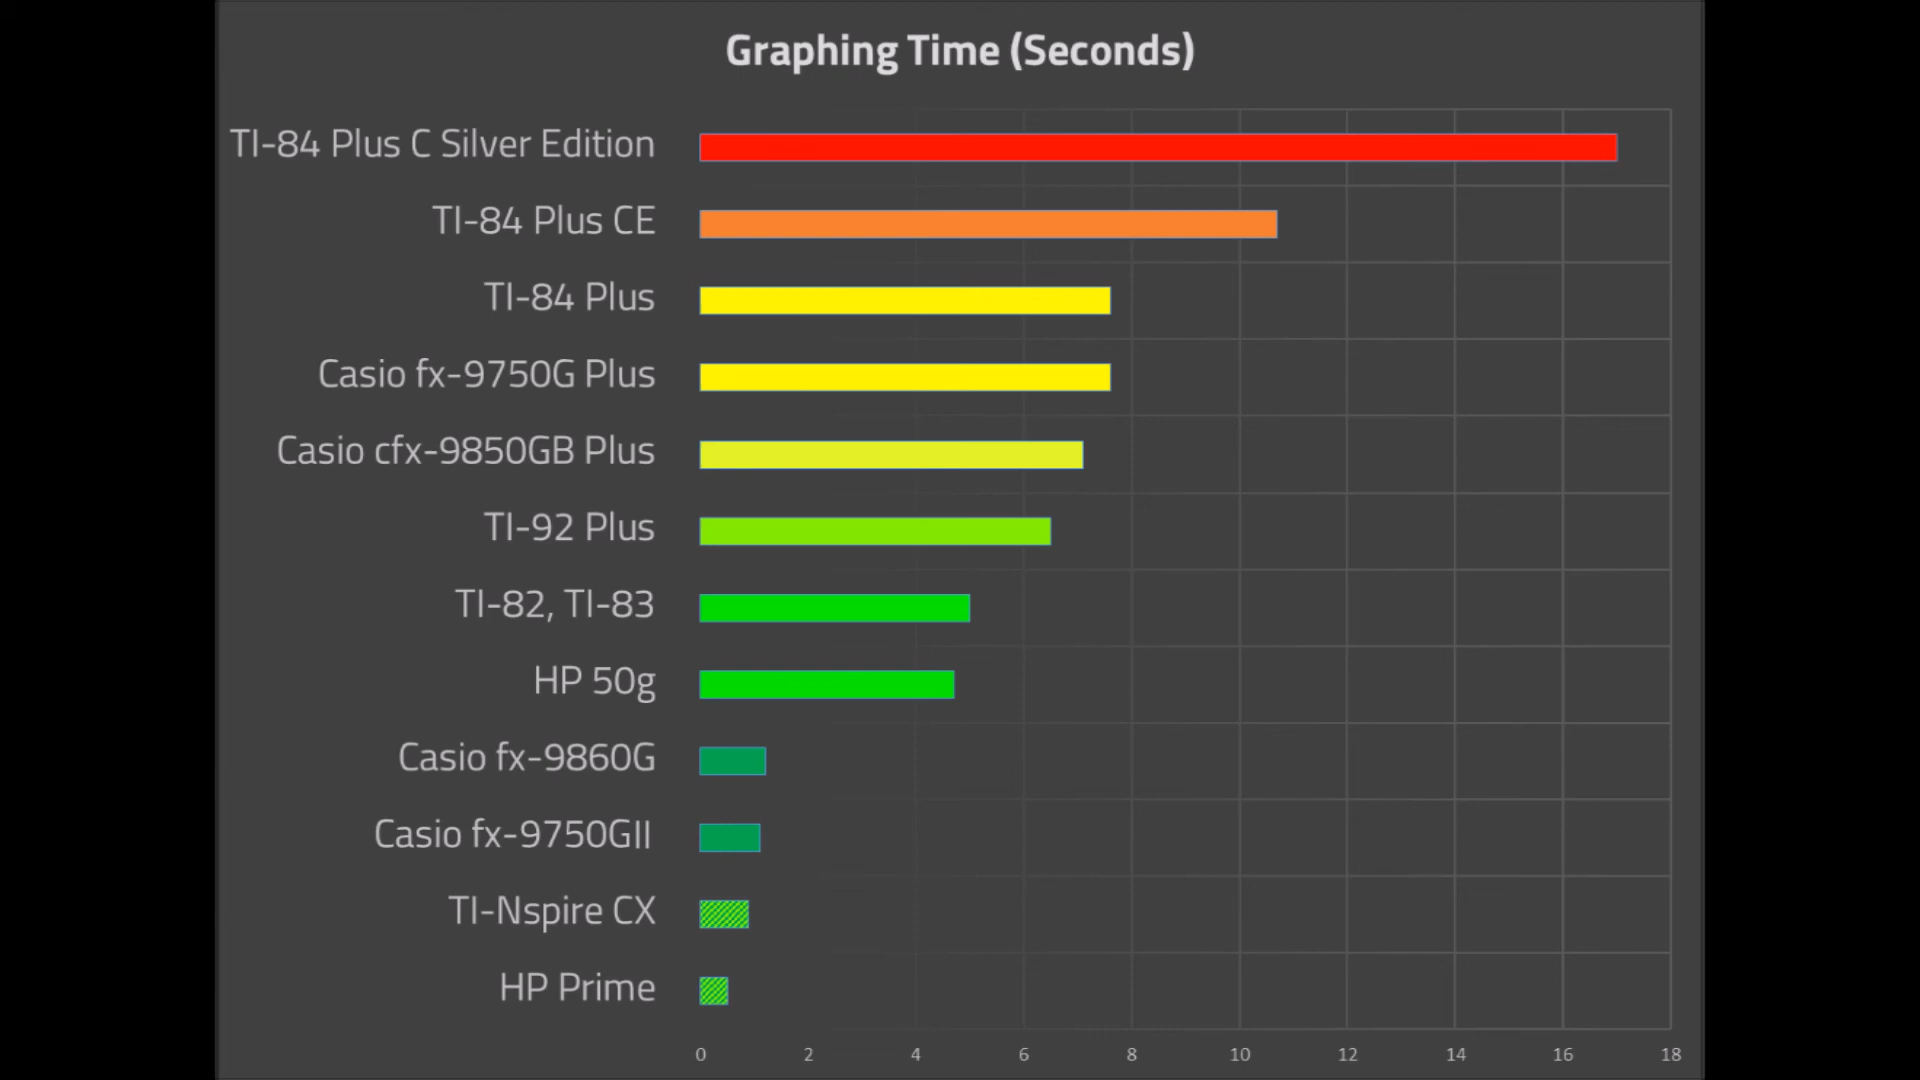 Graphing Time (Seconds)
TI-84 Plus C Silver Edition
TI-84 Plus CE
TI-84 Plus
Casio fx-9750G Plus
Casio cfx-9850GB Plus
TI-92 Plus
TI-82, TI-83
HP 50g
Casio fx-9860G
Casio fx-9750GII
TI-Nspire CX
HP Prime
0 2 4 6 8 10 12 14 16 18